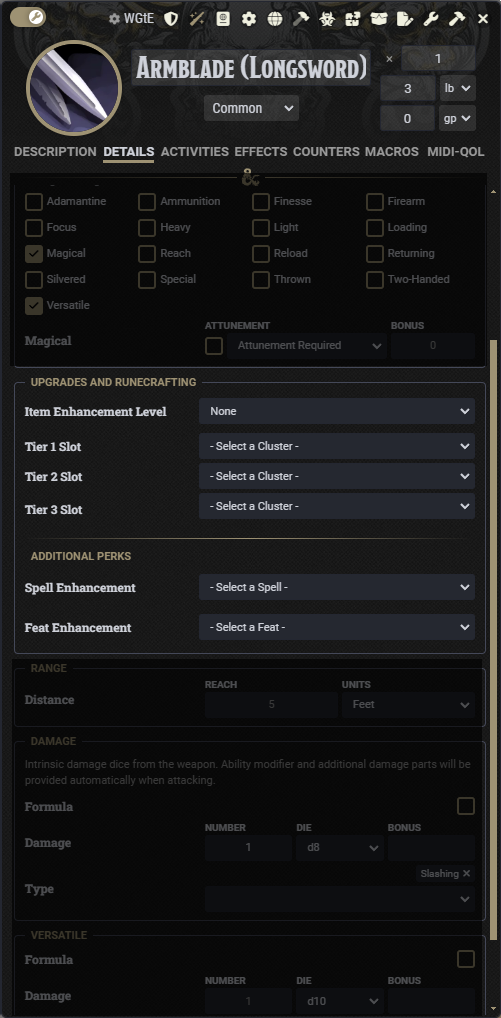 WGtE
Armblade (Longsword)
× 1
Common
3 lb
0 gp
DESCRIPTION DETAILS ACTIVITIES EFFECTS COUNTERS MACROS MIDI-QOL
&
Adamantine Ammunition Finesse Firearm
Focus Heavy Light Loading
Magical Reach Reload Returning
Silvered Special Thrown Two-Handed
Versatile
ATTUNEMENT BONUS
Magical Attunement Required 0
UPGRADES AND RUNECRAFTING
Item Enhancement Level None
Tier 1 Slot - Select a Cluster -
Tier 2 Slot - Select a Cluster -
Tier 3 Slot - Select a Cluster -
ADDITIONAL PERKS
Spell Enhancement - Select a Spell -
Feat Enhancement - Select a Feat -
RANGE
REACH UNITS
Distance 5 Feet
DAMAGE
Intrinsic damage dice from the weapon. Ability modifier and additional damage parts will be
provided automatically when attacking.
Formula
NUMBER DIE BONUS
Damage 1 d8
Slashing ×
Type
VERSATILE
Formula
NUMBER DIE BONUS
Damage 1 d10